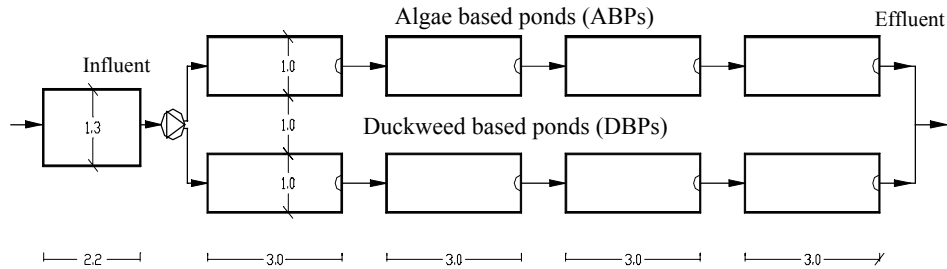 Algae based ponds (ABPs)
Effluent
Influent
1.0
1.3
1.0
Duckweed based ponds (DBPs)
1.0
2.2
3.0
3.0
3.0
3.0